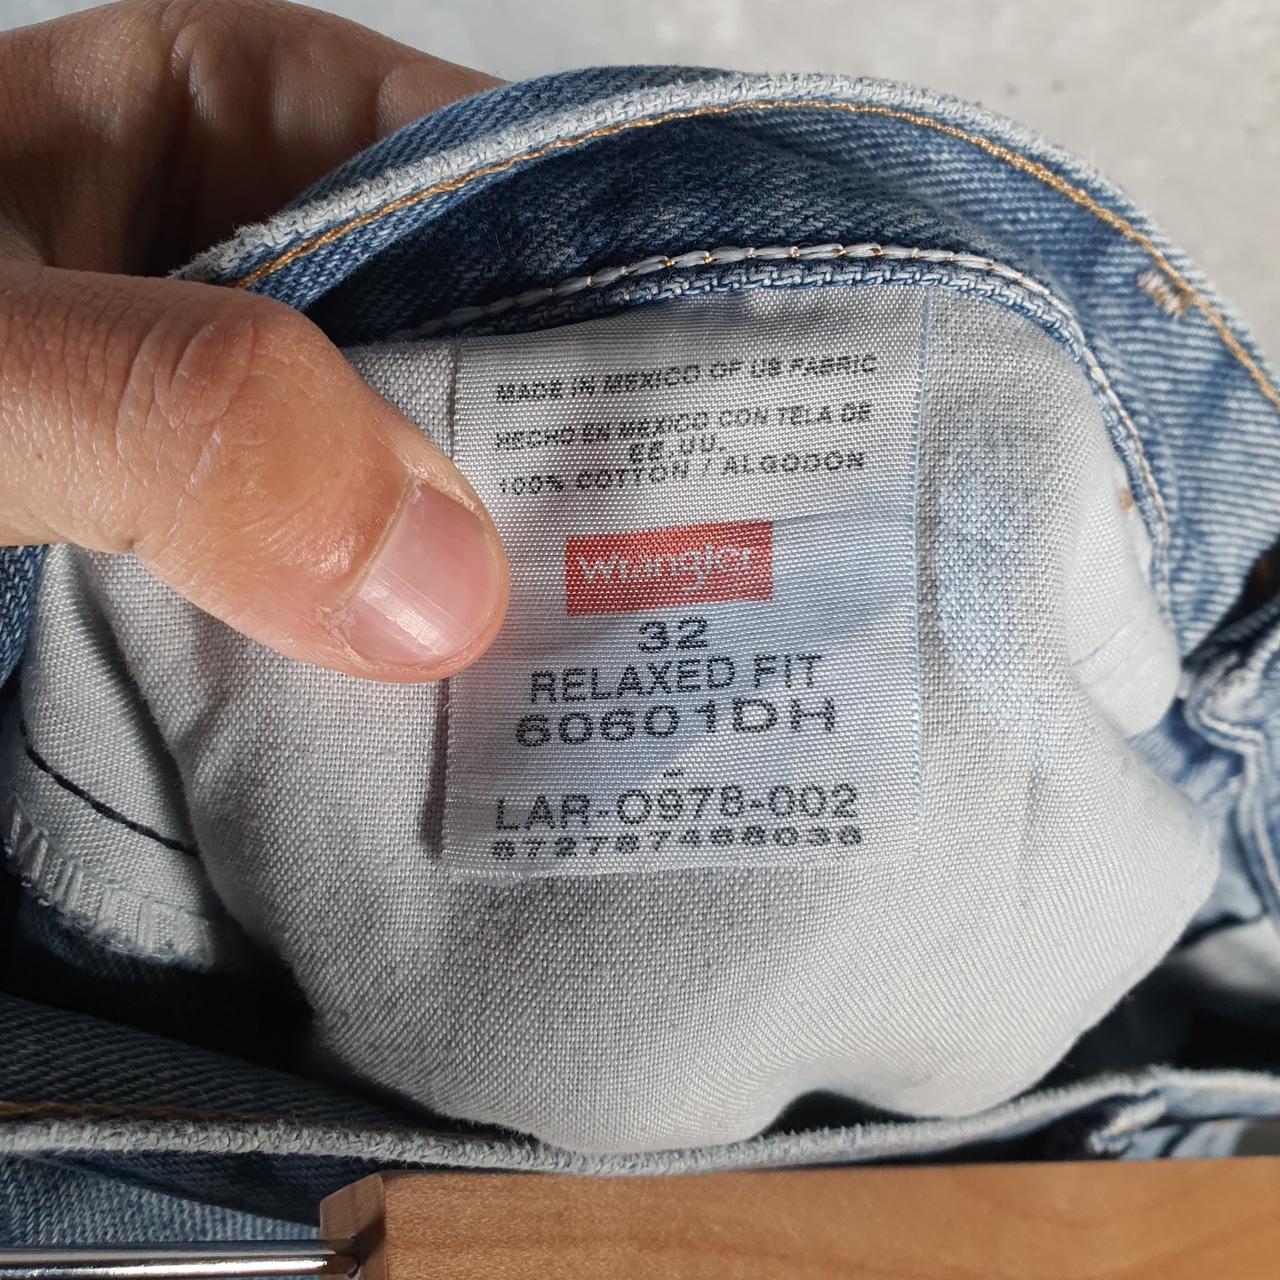 MADE IN MEXICO OF US FABRIC
HECHO EN MEXICO CON TELA DE
EE.UU.
100% COTTON / ALGODON
Wrangler
32
RELAXED FIT
60601DH
-
LAR-0978-002